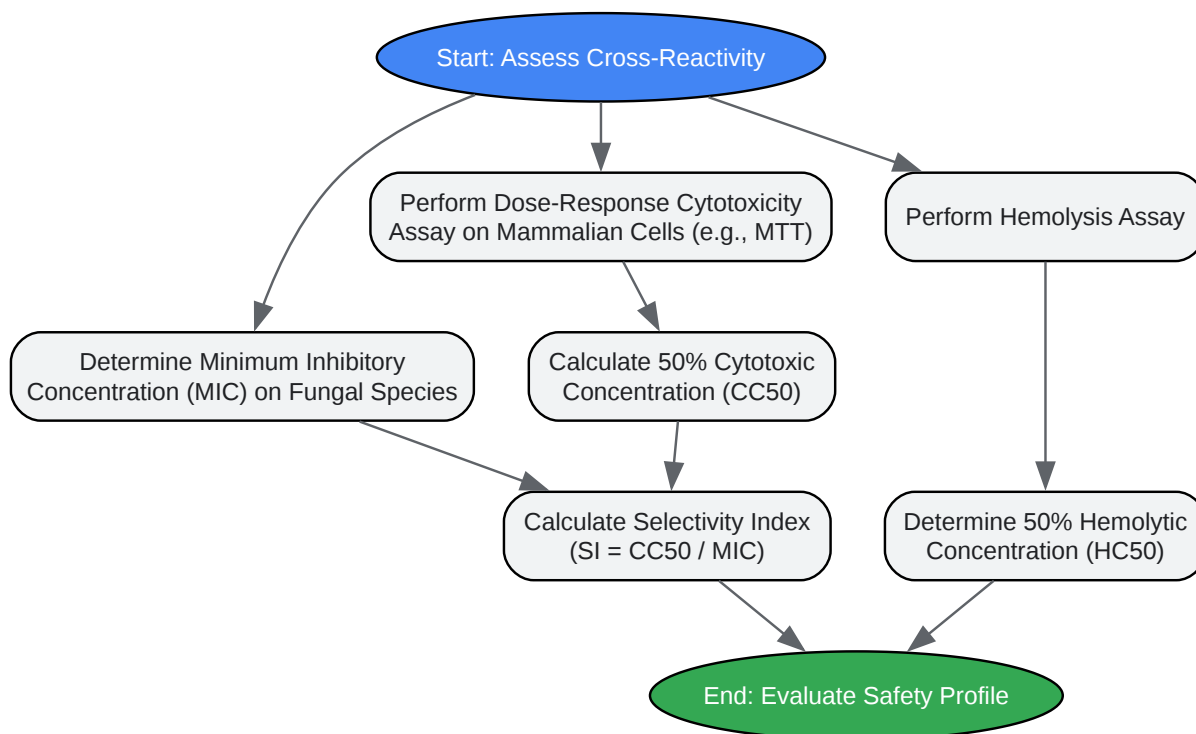 Start: Assess Cross-Reactivity
Perform Dose-Response Cytotoxicity
Assay on Mammalian Cells (e.g., MTT)
Perform Hemolysis Assay
Determine Minimum Inhibitory
Concentration (MIC) on Fungal Species
Calculate 50% Cytotoxic
Concentration (CC50)
Calculate Selectivity Index
(SI = CC50 / MIC)
Determine 50% Hemolytic
Concentration (HC50)
End: Evaluate Safety Profile